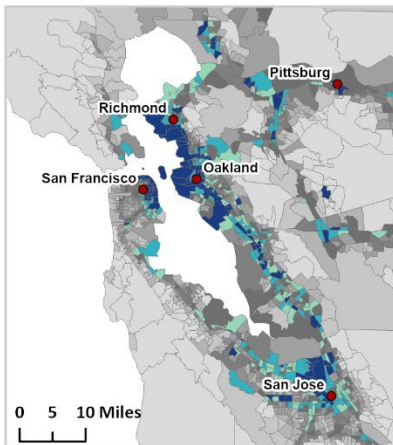 Pittsburg
Richmond
Oakland
San Francisco
San Jose
0 5 10 Miles